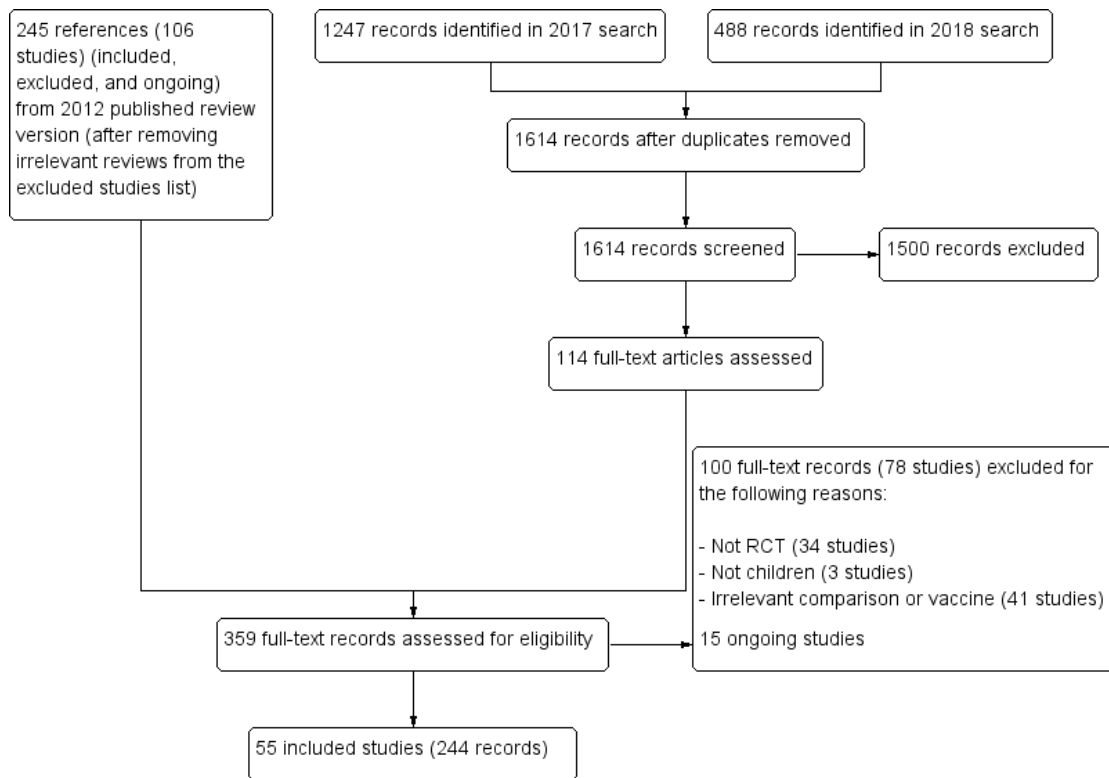 245 references (106
studies) (included,
excluded, and ongoing)
from 2012 published review
version (after removing
irrelevant reviews from the
excluded studies list)
1247 records identified in 2017 search
488 records identified in 2018 search
1614 records after duplicates removed
1614 records screened
1500 records excluded
114 full-text articles assessed
100 full-text records (78 studies) excluded for
the following reasons:
- Not RCT (34 studies)
- Not children (3 studies)
- Irrelevant comparison or vaccine (41 studies)
15 ongoing studies
359 full-text records assessed for eligibility
55 included studies (244 records)